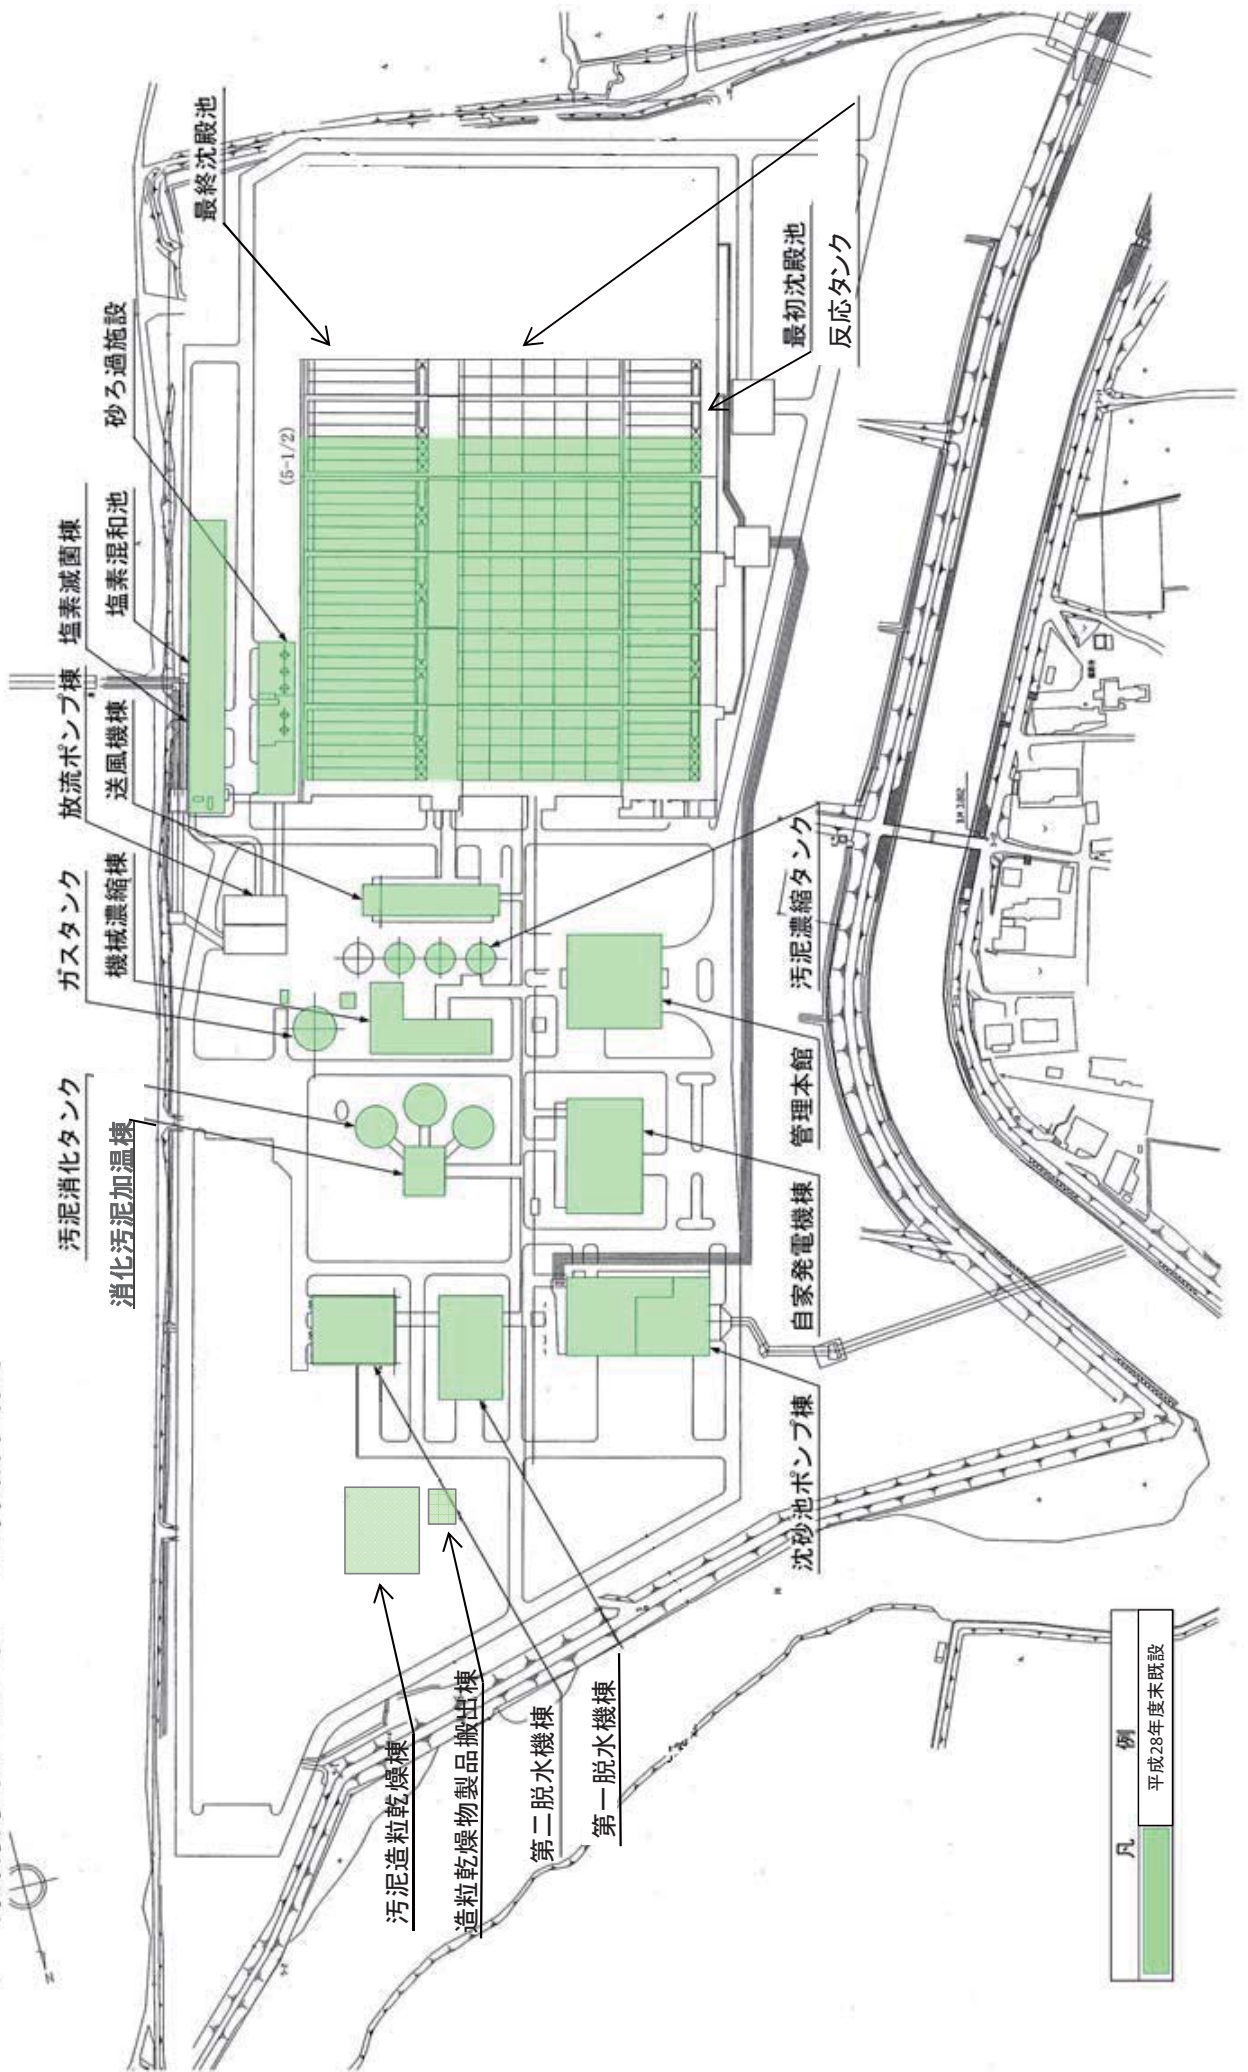 N
汚泥消化タンク
ガスタンク
放流ポンプ棟
塩素滅菌棟
消化汚泥加温棟
機械濃縮棟
送風機棟
塩素混和池
砂ろ過施設
最終沈殿池
(5-1/2)
汚泥造粒乾燥棟
造粒乾燥物製品搬出棟
第二脱水機棟
第一脱水機棟
沈砂池ポンプ棟
自家発電機棟
管理本館
汚泥濃縮タンク
最初沈殿池
反応タンク
凡例
平成28年度末既設